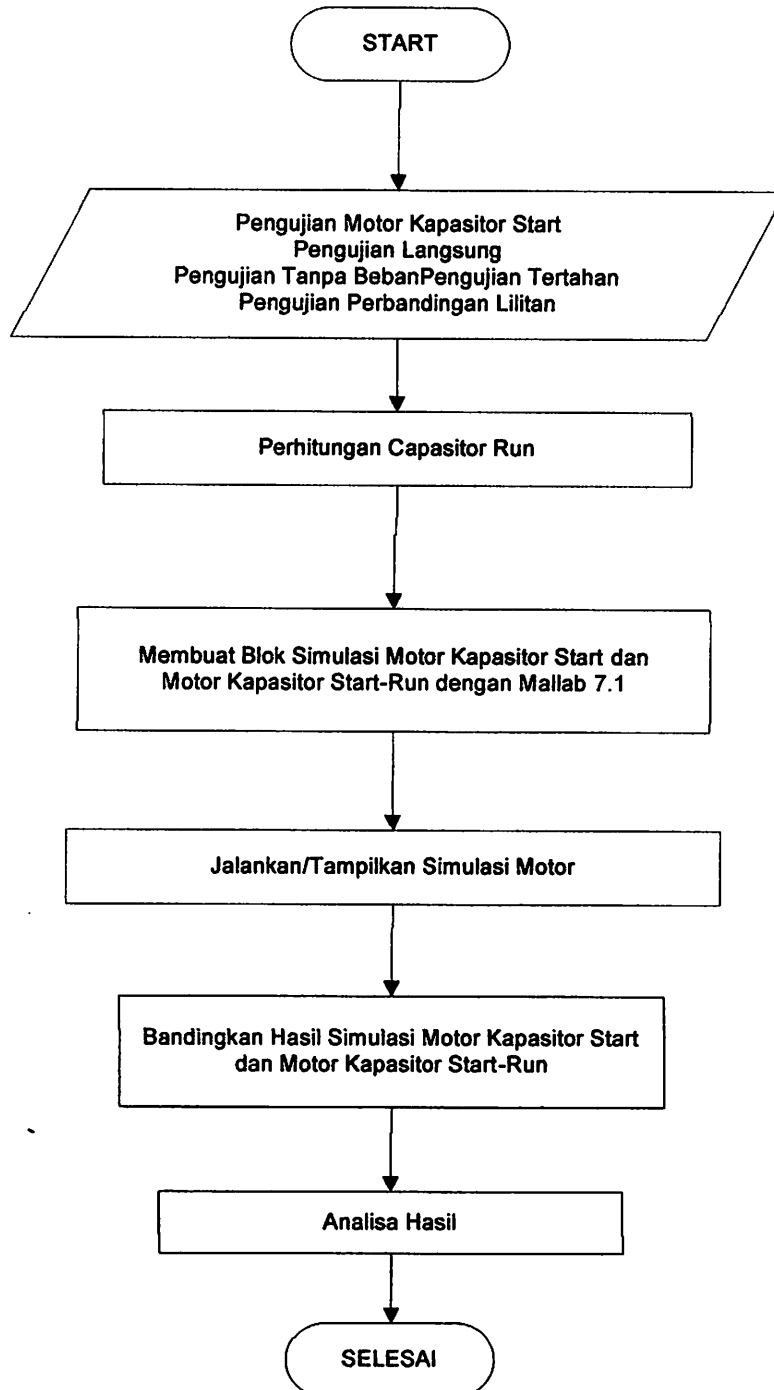 START
Pengujian Motor Kapasitor Start
Pengujian Langsung
Pengujian Tanpa BebanPengujian Tertahan
Pengujian Perbandingan Lilitan
Perhitungan Capasitor Run
Membuat Blok Simulasi Motor Kapasitor Start dan
Motor Kapasitor Start-Run dengan Mallab 7.1
Jalankan/Tampilkan Simulasi Motor
Bandingkan Hasil Simulasi Motor Kapasitor Start
dan Motor Kapasitor Start-Run
Analisa Hasil
SELESAI